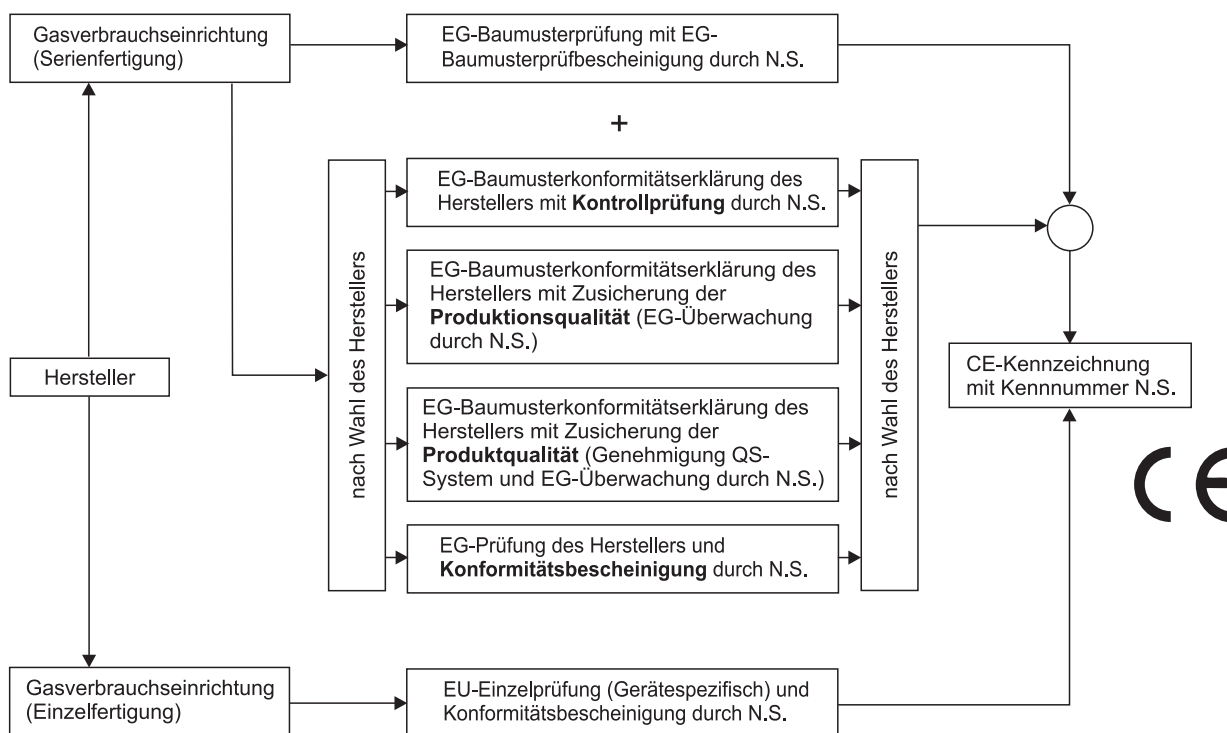 Gasverbrauchseinrichtung
(Serienfertigung)
EG-Baumusterprüfung mit EG-
Baumusterprüfbescheinigung durch N.S.
+
nach Wahl des Herstellers
EG-Baumusterkonformitätserklärung des
Herstellers mit Kontrollprüfung durch N.S.
EG-Baumusterkonformitätserklärung des
Herstellers mit Zusicherung der
Produktionsqualität (EG-Überwachung
durch N.S.)
EG-Baumusterkonformitätserklärung des
Herstellers mit Zusicherung der
Produktqualität (Genehmigung QS-
System und EG-Überwachung durch N.S.)
EG-Prüfung des Herstellers und
Konformitätsbescheinigung durch N.S.
nach Wahl des Herstellers
Hersteller
CE-Kennzeichnung
mit Kennnummer N.S.
CE
Gasverbrauchseinrichtung
(Einzelfertigung)
EU-Einzelprüfung (Gerätespezifisch) und
Konformitätsbescheinigung durch N.S.